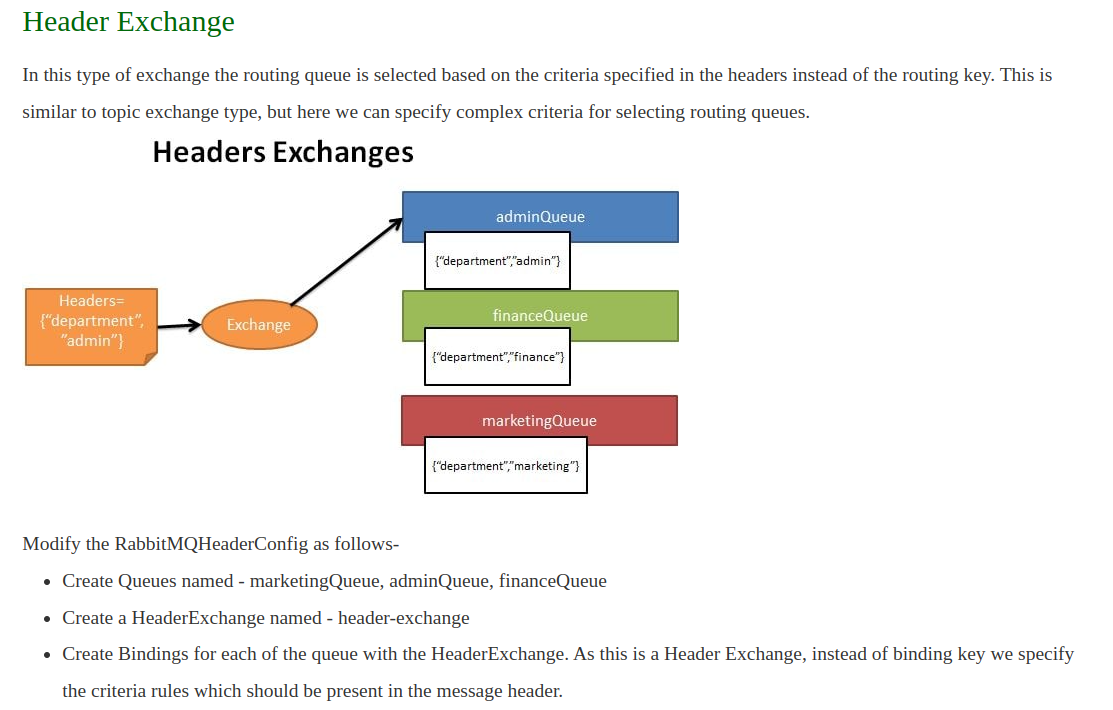 Header Exchange
In this type of exchange the routing queue is selected based on the criteria specified in the headers instead of the routing key. This is
similar to topic exchange type, but here we can specify complex criteria for selecting routing queues.
Headers Exchanges
adminQueue
{“department”,”admin”}
Headers=
{“department”,
”admin”}
Exchange
financeQueue
{“department”,”finance”}
marketingQueue
{“department”,”marketing”}
Modify the RabbitMQHeaderConfig as follows-
• Create Queues named - marketingQueue, adminQueue, financeQueue
• Create a HeaderExchange named - header-exchange
• Create Bindings for each of the queue with the HeaderExchange. As this is a Header Exchange, instead of binding key we specify
the criteria rules which should be present in the message header.